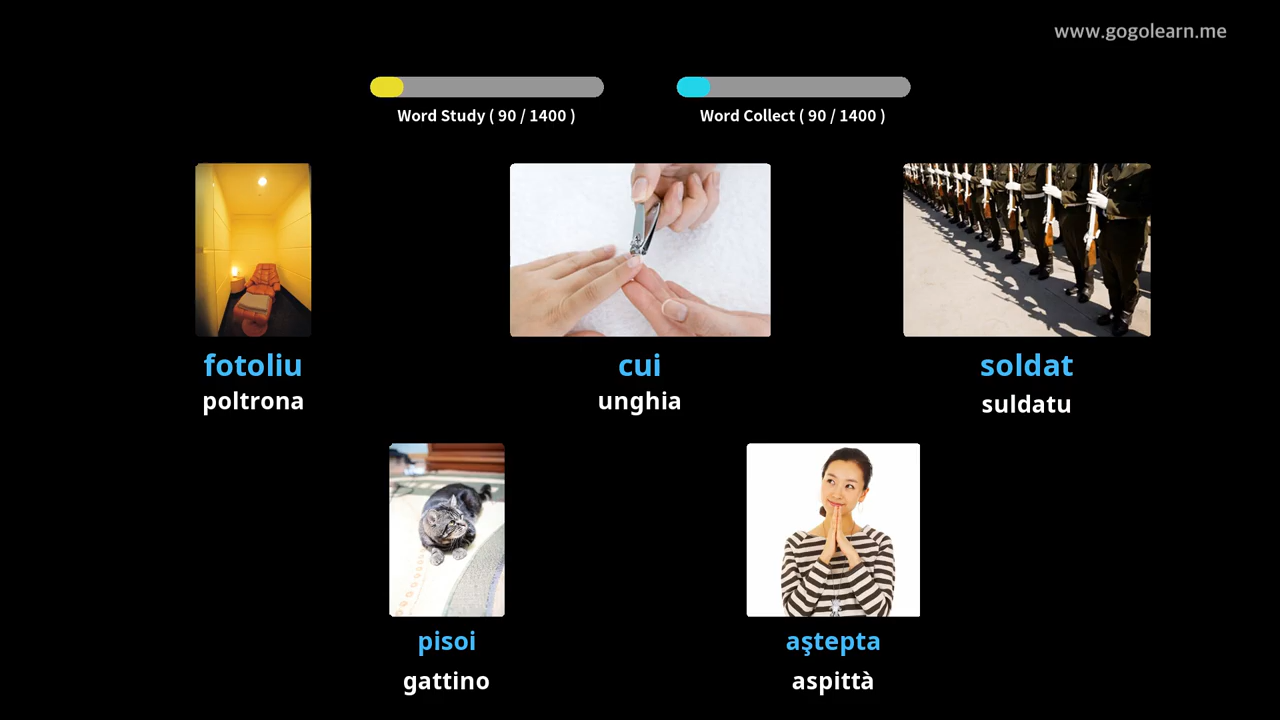 www.gogolearn.me
Word Study ( 90 / 1400 )
Word Collect ( 90 / 1400 )
fotoliu
poltrona
cui
unghia
soldat
suldatu
pisoi
gattino
aştepta
aspittà